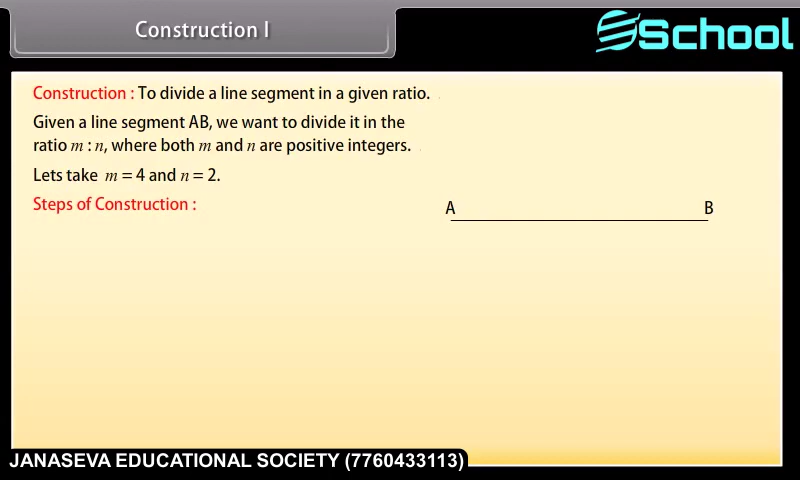 Construction I
School
Construction : To divide a line segment in a given ratio.
Given a line segment AB, we want to divide it in the
ratio m : n, where both m and n are positive integers.
Lets take m = 4 and n = 2.
Steps of Construction :
A B
JANASEVA EDUCATIONAL SOCIETY (7760433113)